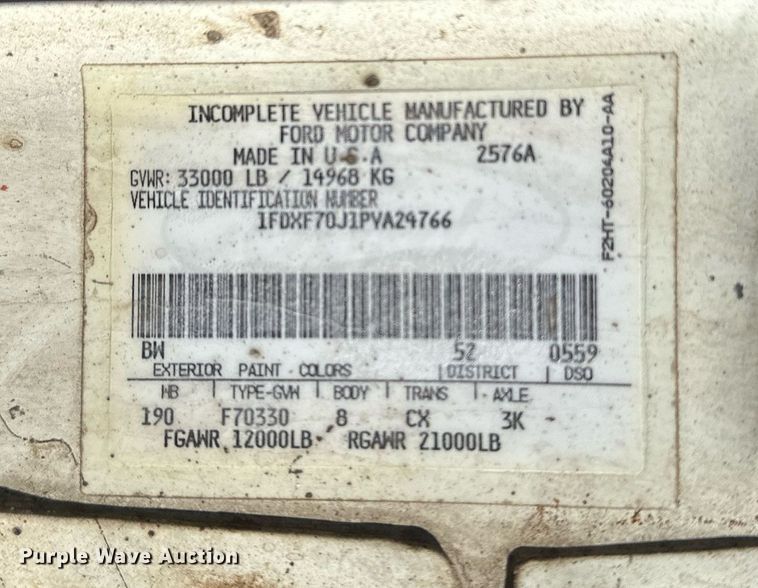 INCOMPLETE VEHICLE MANUFACTURED BY
FORD MOTOR COMPANY
MADE IN U.S.A 2576A
GVWR: 33000 LB / 14968 KG
VEHICLE IDENTIFICATION NUMBER
1FDXF70J1PVA24766
F2HT-60204A10-AA
BW 52 0559
EXTERIOR PAINT COLORS DISTRICT DSO
WB TYPE-GVW BODY TRANS AXLE
190 F70330 8 CX 3K
FGAWR 12000LB RGAWR 21000LB
Purple Wave Auction